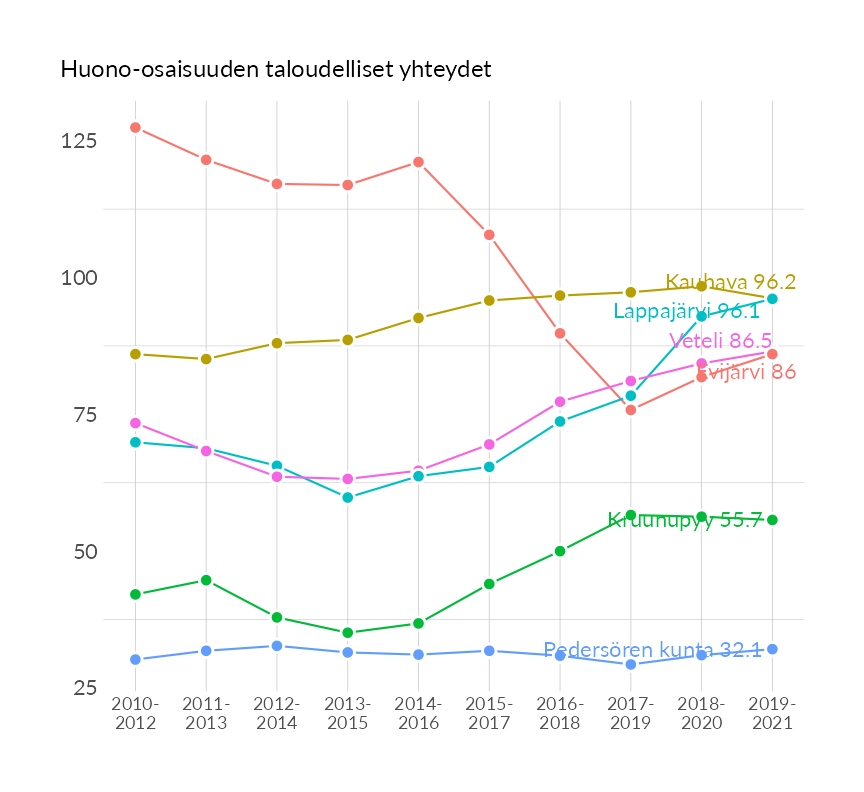 Huono-osaisuuden taloudelliset yhteydet
125
100
75
50
25
Kauhava 96.2
Lappajärvi 96.1
Veteli 86.5
Evijärvi 86
Kruunupyy 55.7
Pedersören kunta 32.1
2010- 2011- 2012- 2013- 2014- 2015- 2016- 2017- 2018- 2019-
2012 2013 2014 2015 2016 2017 2018 2019 2020 2021